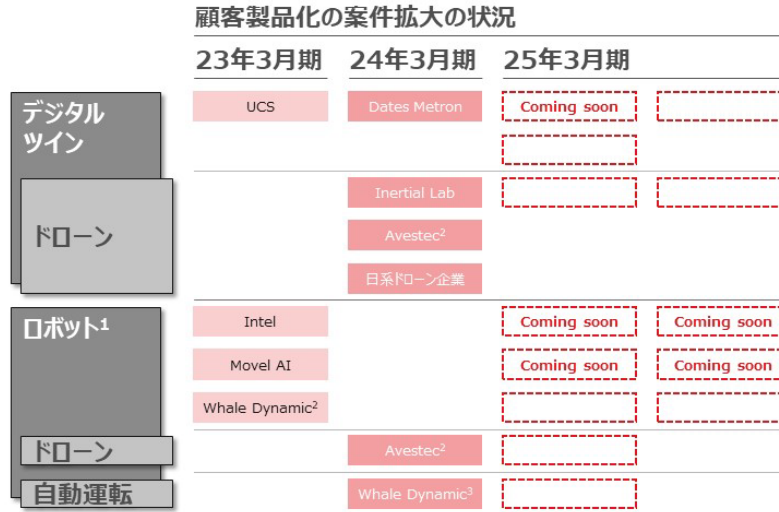 顧客製品化の案件拡大の状況
23年3月期 24年3月期 25年3月期
デジタル
ツイン
UCS Dates Metron Coming soon
ドローン
Inertial Lab
Avestec2
日系ドローン企業
ロボット1
Intel Coming soon Coming soon
Movel AI Coming soon Coming soon
Whale Dynamic2
ドローン Avestec2
自動運転 Whale Dynamic3